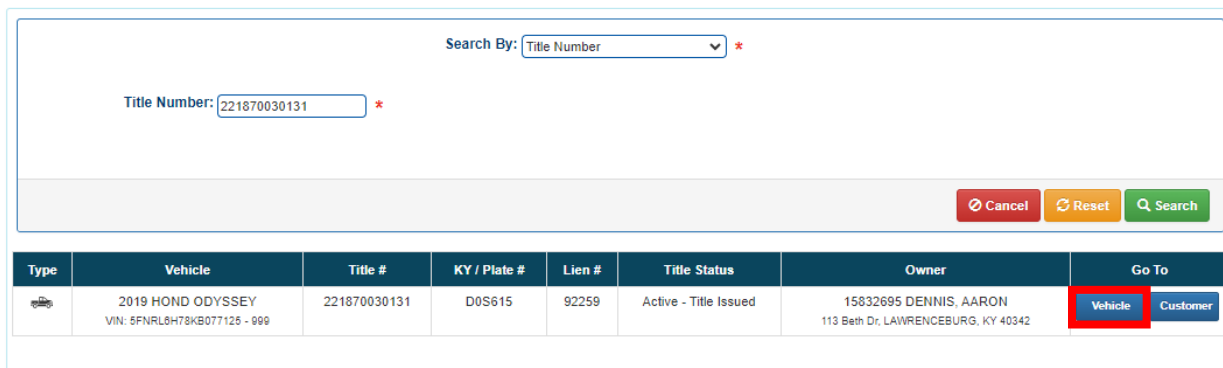 Search By: Title Number *
Title Number: 221870030131 *
Cancel Reset Search
Type Vehicle Title # KY / Plate # Lien # Title Status Owner Go To
2019 HOND ODYSSEY 221870030131 D0S615 92259 Active - Title Issued 15832695 DENNIS, AARON Vehicle Customer
VIN: 5FNRL6H78KB077125 - 999 113 Beth Dr, LAWRENCEBURG, KY 40342